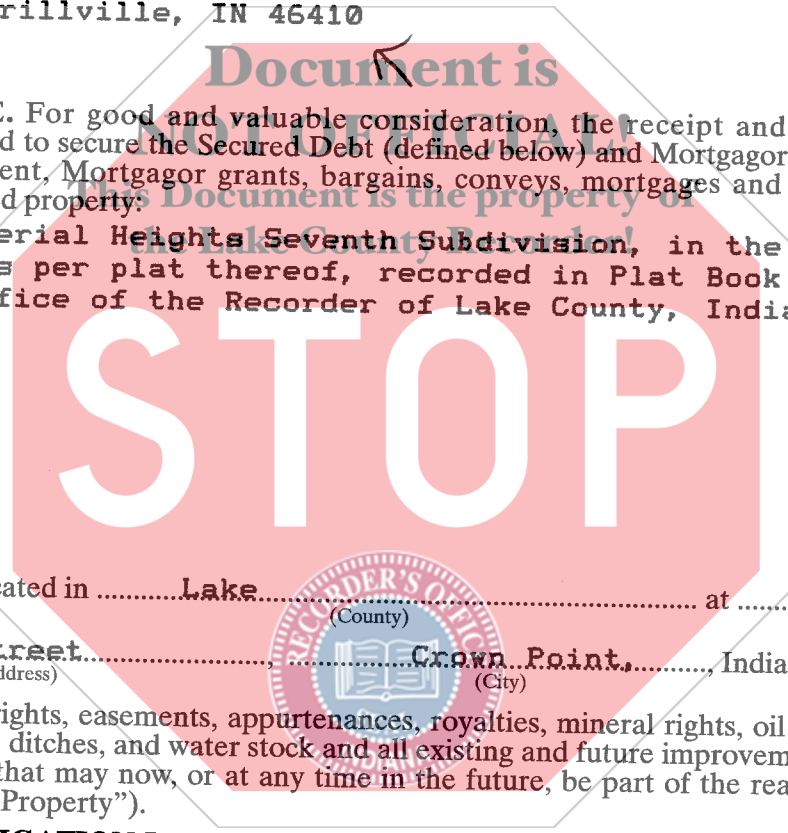 rillville, IN 46410
Document is
NOT OFFICIAL!
E. For good and valuable consideration, the receipt and
d to secure the Secured Debt (defined below) and Mortgagor
ent, Mortgagor grants, bargains, conveys, mortgages and
This Document is the property of
d property:
the Lake County Recorder!
erial Heights Seventh Subdivision, in the
s per plat thereof, recorded in Plat Book
fice of the Recorder of Lake County, India
STOP
cated in ............Lake............ at .......
(County)
treet........................., ..................Crown Point,..........., India
ddress)
(City)
RECORDER'S OFFICE
ights, easements, appurtenances, royalties, mineral rights, oil
ditches, and water stock and all existing and future improvem
that may now, or at any time in the future, be part of the rea
Property").
INDIANA